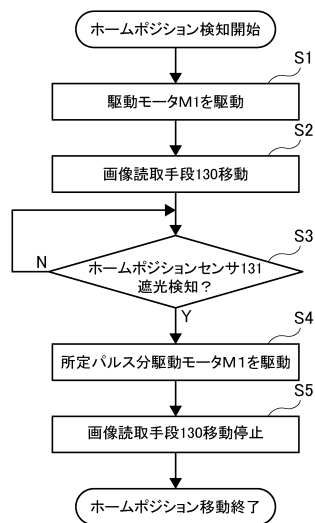 ホームポジション検知開始
S1
駆動モータM1を駆動
S2
画像読取手段130移動
S3
ホームポジションセンサ131
遮光検知?
N
Y
S4
所定パルス分駆動モータM1を駆動
S5
画像読取手段130移動停止
ホームポジション移動終了